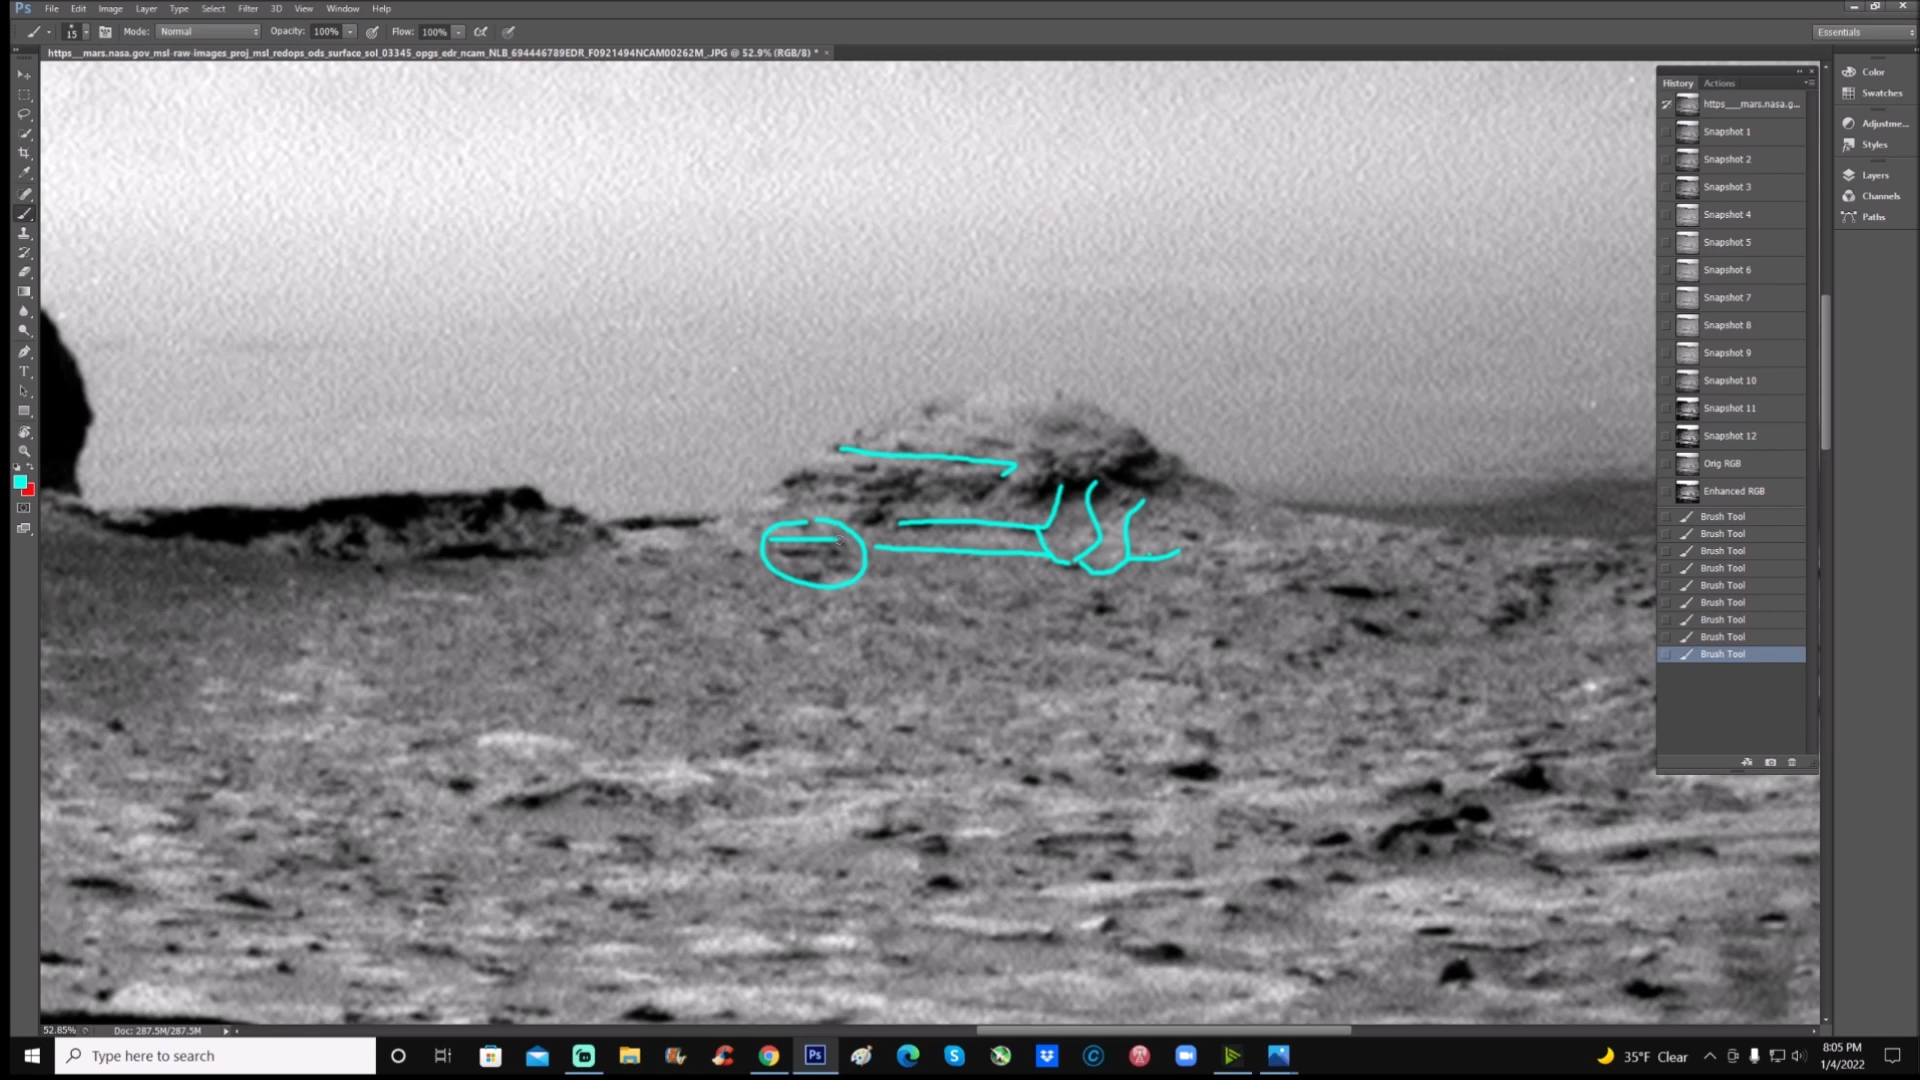 Ps File Edit Image Layer Type Select Filter 3D View Window Help
15 Mode: Normal Opacity: 100% Flow: 100% Essentials
https__mars.nasa.gov_msl-raw-images_proj_msl_redops_ods_surface_sol_03345_opgs_edr_ncam_NLB_694446789EDR_F0921494NCAM00262M_.JPG @ 52.9% (RGB/8) * ×
History Actions
https___mars.nasa.g...
Snapshot 1
Snapshot 2
Snapshot 3
Snapshot 4
Snapshot 5
Snapshot 6
Snapshot 7
Snapshot 8
Snapshot 9
Snapshot 10
Snapshot 11
Snapshot 12
Orig RGB
Enhanced RGB
Brush Tool
Brush Tool
Brush Tool
Brush Tool
Brush Tool
Brush Tool
Brush Tool
Brush Tool
Brush Tool
Color
Swatches
Adjustme...
Styles
Layers
Channels
Paths
52.85% Doc: 287.5M/287.5M
Type here to search
Ps
35°F Clear
8:05 PM
1/4/2022